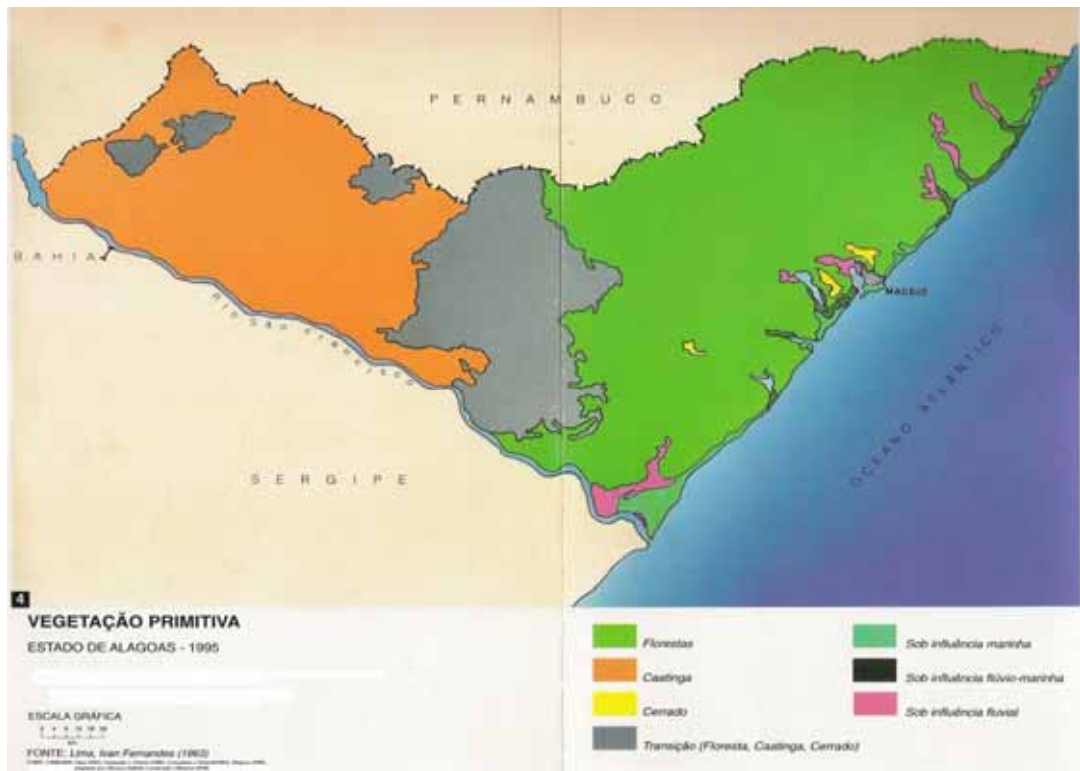 PERNAMBUCO
BAHIA
Rio São Francisco
MACEIÓ
OCEANO ATLÂNTICO
SERGIPE
4
VEGETAÇÃO PRIMITIVA
ESTADO DE ALAGOAS - 1995
ESCALA GRÁFICA
FONTE: Lima, Ivan Fernandes (1963)
Florestas
Caatinga
Cerrado
Transição (Floresta, Caatinga, Cerrado)
Sob influência marinha
Sob influência flúvio-marinha
Sob influência fluvial